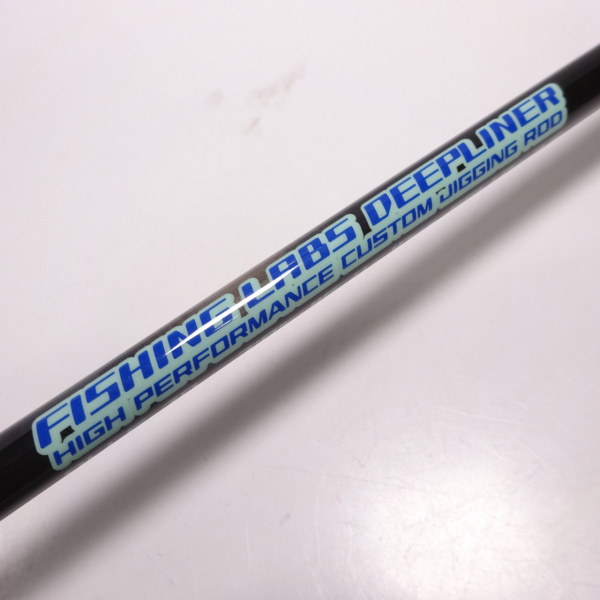 FISHING LABS DEEPLINER
HIGH PERFORMANCE CUSTOM JIGGING ROD